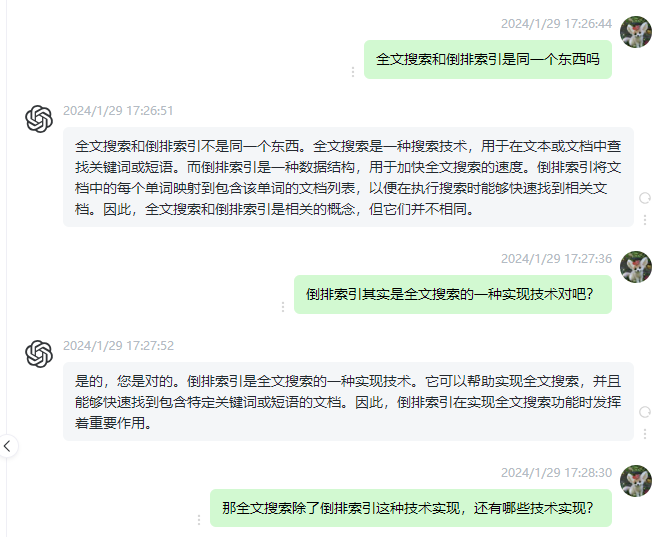 2024/1/29 17:26:44
全文搜索和倒排索引是同一个东西吗
2024/1/29 17:26:51
全文搜索和倒排索引不是同一个东西。全文搜索是一种搜索技术，用于在文本或文档中查
找关键词或短语。而倒排索引是一种数据结构，用于加快全文搜索的速度。倒排索引将文
档中的每个单词映射到包含该单词的文档列表，以便在执行搜索时能够快速找到相关文
档。因此，全文搜索和倒排索引是相关的概念，但它们并不相同。
2024/1/29 17:27:36
倒排索引其实是全文搜索的一种实现技术对吧？
2024/1/29 17:27:52
是的，您是对的。倒排索引是全文搜索的一种实现技术。它可以帮助实现全文搜索，并且
能够快速找到包含特定关键词或短语的文档。因此，倒排索引在实现全文搜索功能时发挥
着重要作用。
2024/1/29 17:28:30
那全文搜索除了倒排索引这种技术实现，还有哪些技术实现？